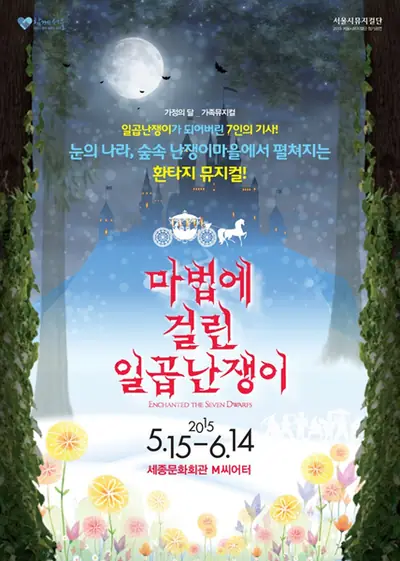 서울시뮤지컬단
가정의 달 _ 가족뮤지컬
일곱난쟁이가 되어버린 7인의 기사!
눈의 나라, 숲속 난쟁이마을에서 펼쳐지는
환타지 뮤지컬!
마법에
걸린
일곱난쟁이
ENCHANTED THE SEVEN DWARFS
2015
5.15–6.14
세종문화회관 M씨어터